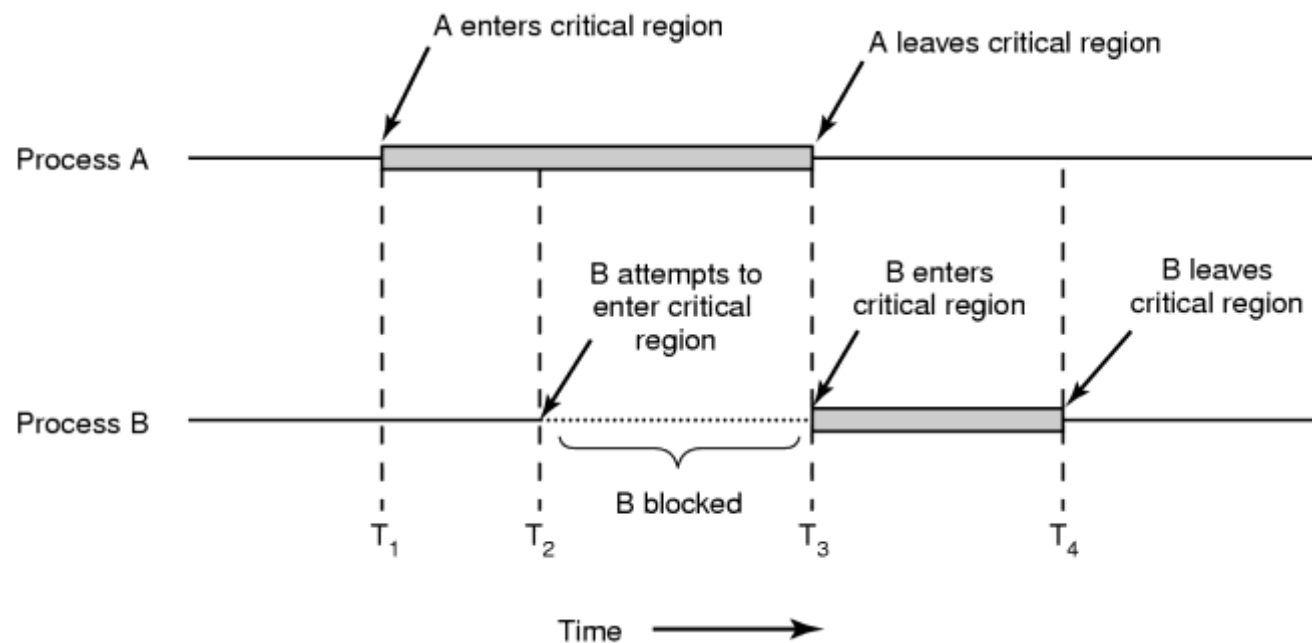 A enters critical region
A leaves critical region
Process A
B attempts to
enter critical
region
B enters
critical region
B leaves
critical region
Process B
B blocked
T1
T2
T3
T4
Time